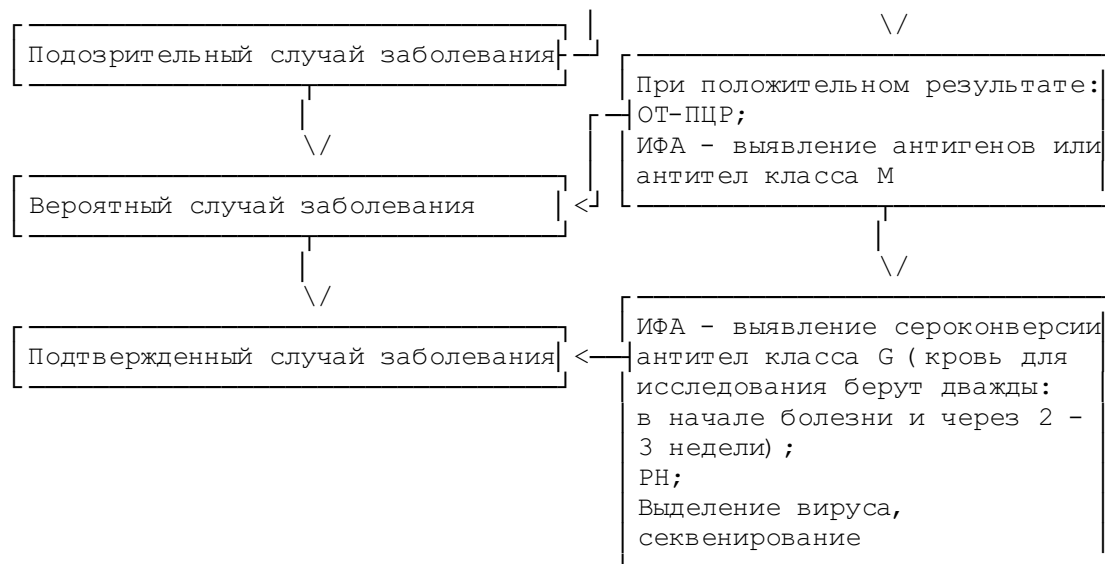 Подозрительный случай заболевания
\/
При положительном результате:
ОТ-ПЦР;
ИФА - выявление антигенов или
антител класса M
\/
Вероятный случай заболевания <
\/
\/
ИФА - выявление сероконверсии
Подтвержденный случай заболевания <
антител класса G (кровь для
исследования берут дважды:
в начале болезни и через 2 -
3 недели);
РН;
Выделение вируса,
секвенирование